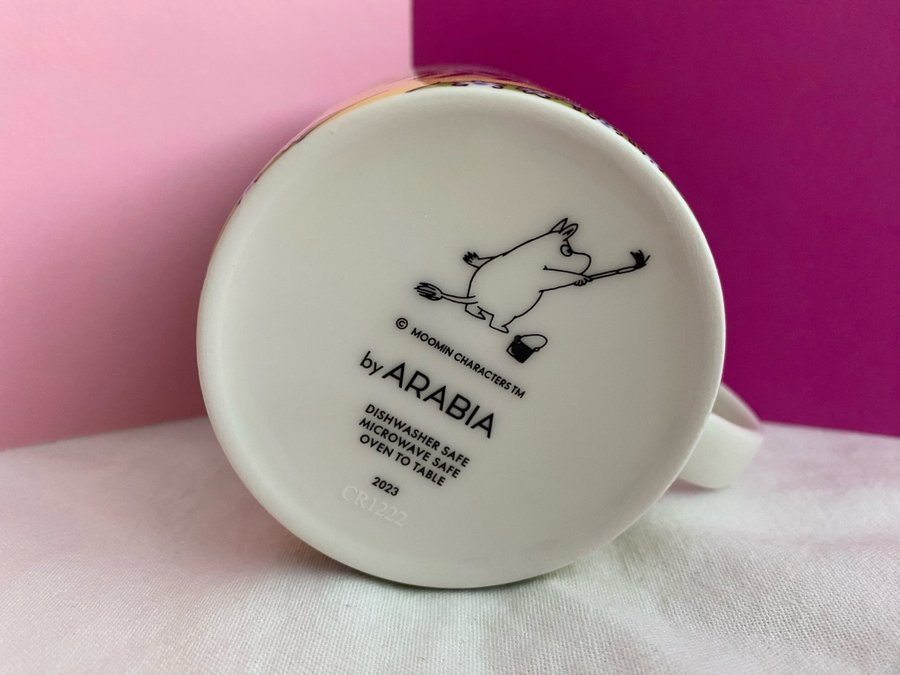 © MOOMIN CHARACTERS™
by ARABIA
DISHWASHER SAFE
MICROWAVE SAFE
OVEN TO TABLE
2023
CR1222